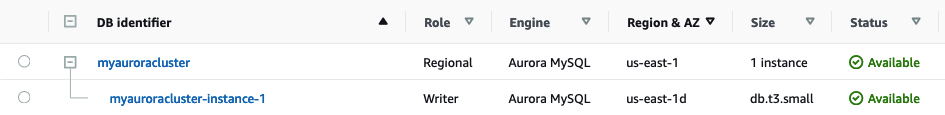 DB identifier Role Engine Region & AZ Size Status
myauroracluster Regional Aurora MySQL us-east-1 1 instance Available
myauroracluster-instance-1 Writer Aurora MySQL us-east-1d db.t3.small Available